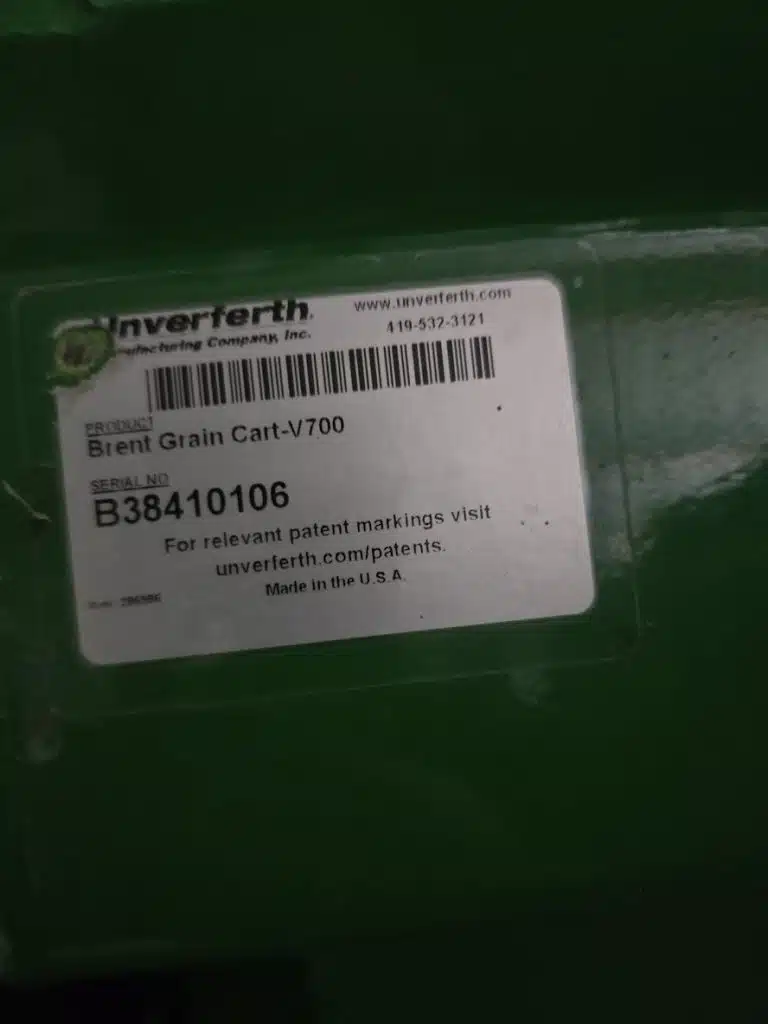 Unverferth.
www.unverferth.com
Manufacturing Company, Inc.
419-532-3121
PRODUCT
Brent Grain Cart-V700
SERIAL NO
B38410106
For relevant patent markings visit
unverferth.com/patents.
Made in the U.S.A.